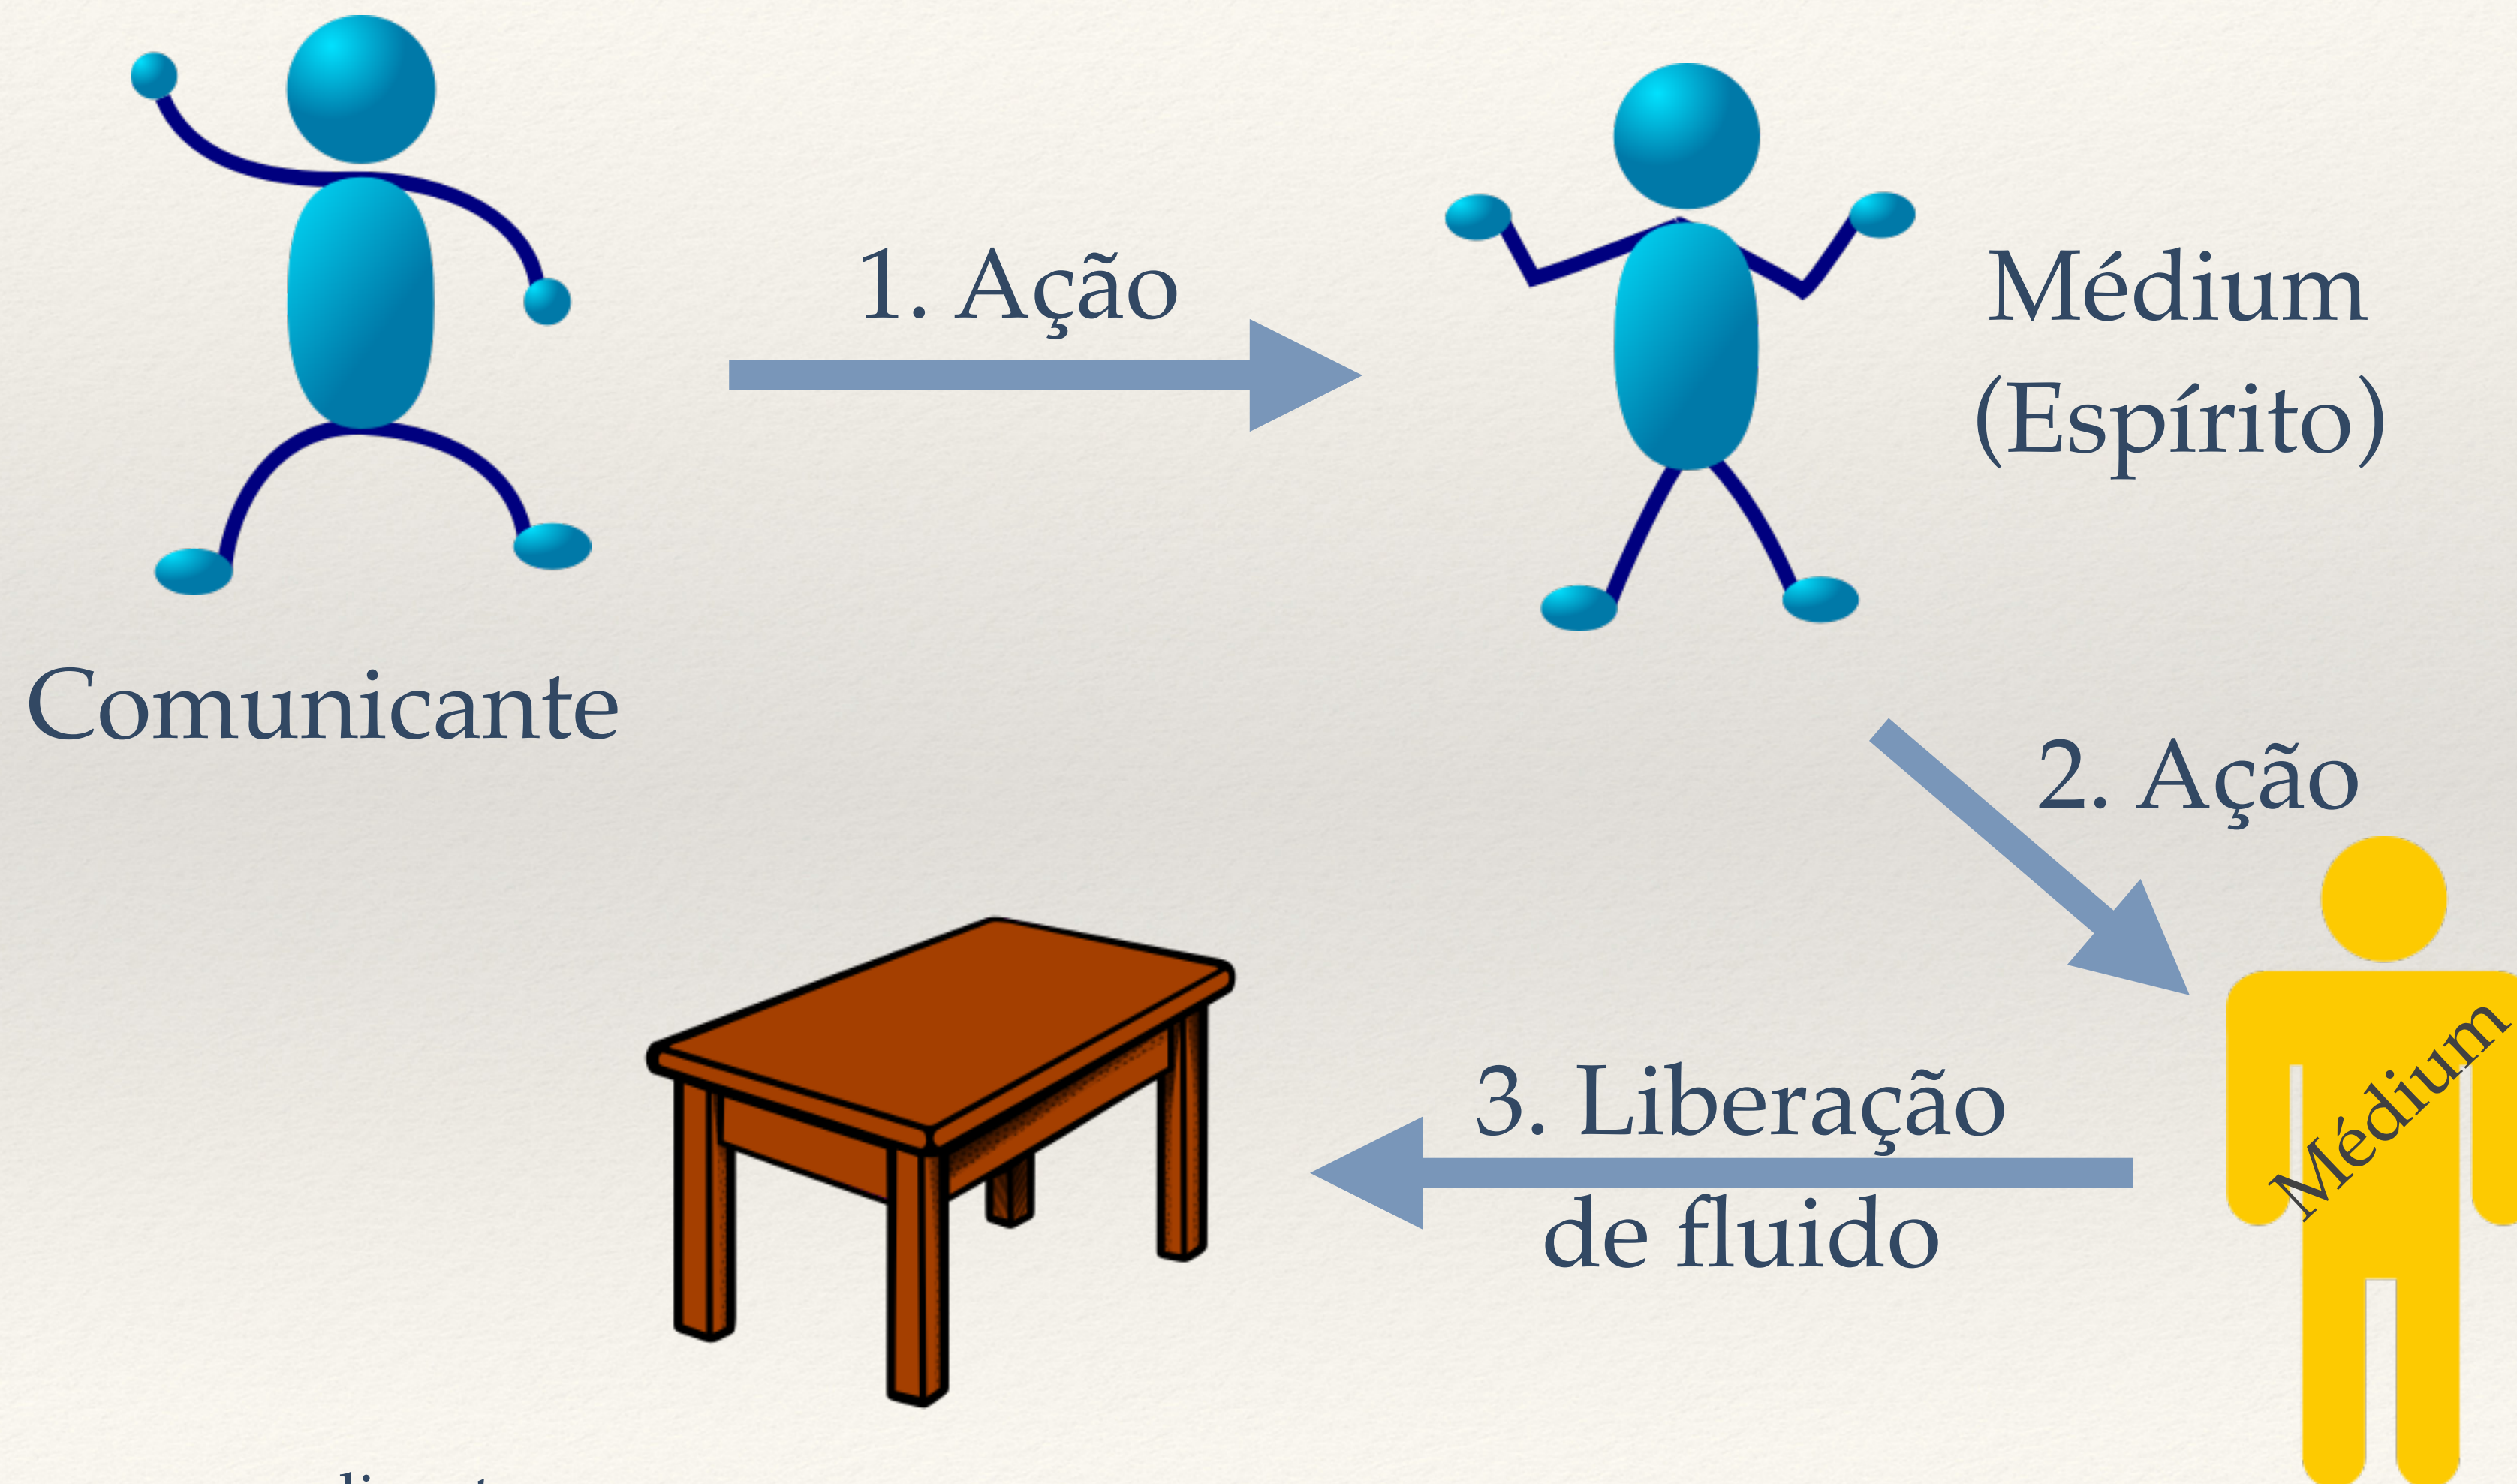 1. Ação
Médium
(Espírito)
Comunicante
2. Ação
Médium
3. Liberação
de fluido